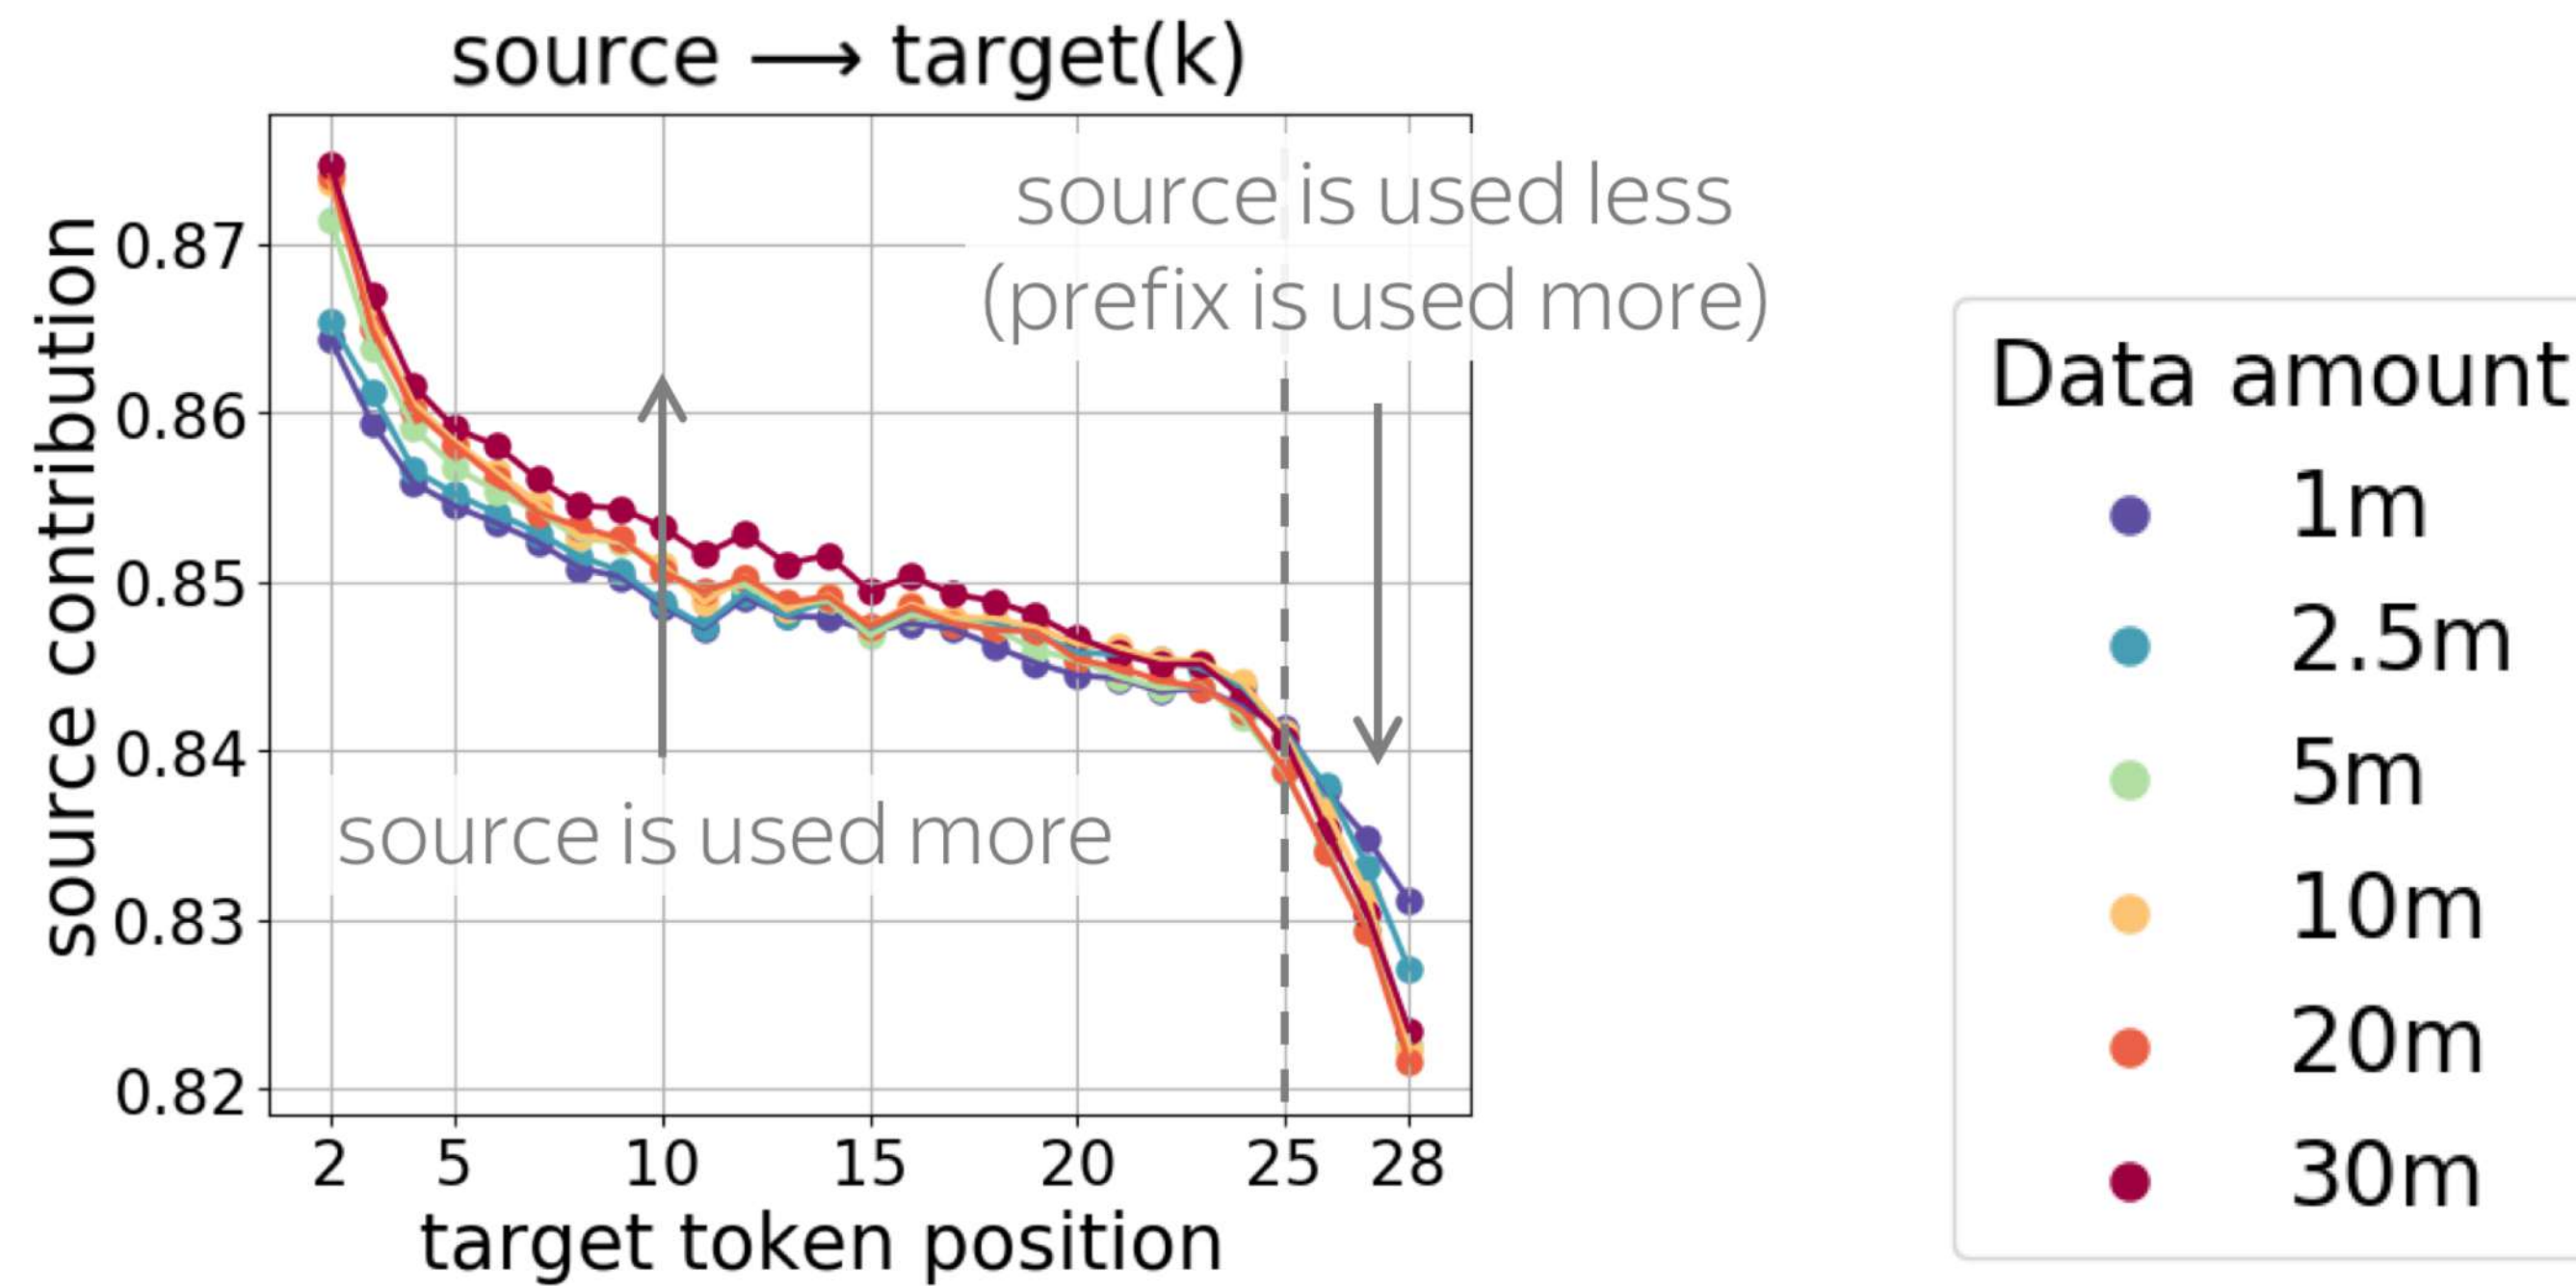 source ⟶ target(k)
source contribution
0.87
0.86
0.85
0.84
0.83
0.82
source is used less
(prefix is used more)
source is used more
2 5 10 15 20 25 28
target token position
Data amount
1m
2.5m
5m
10m
20m
30m